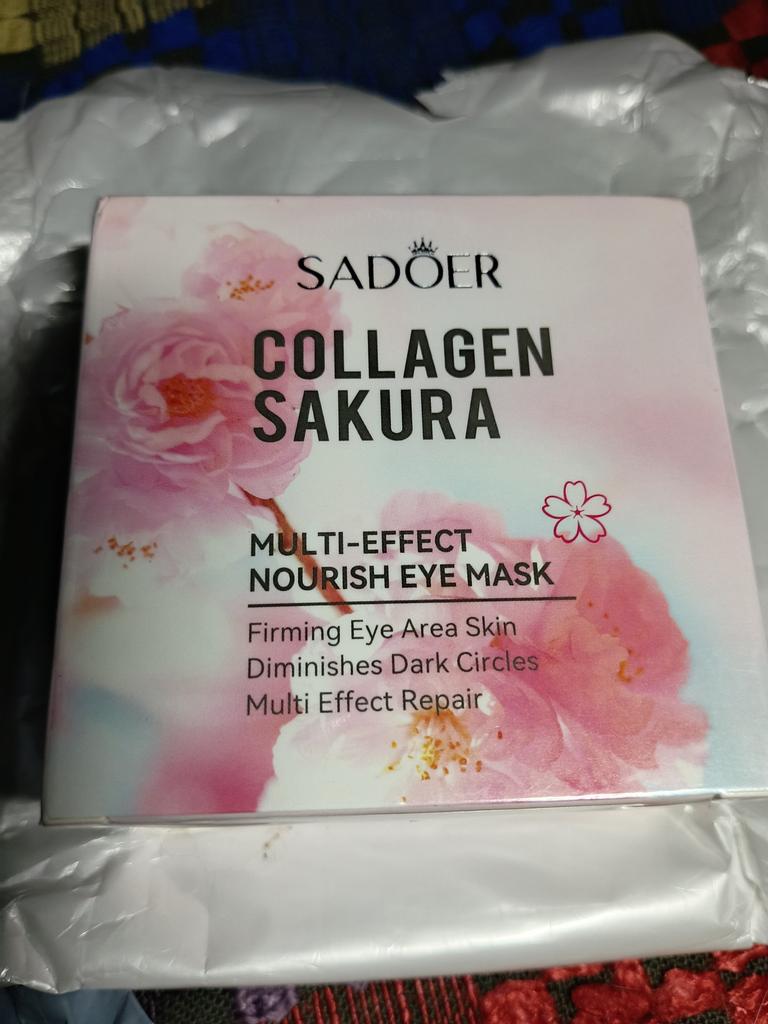 SADOER
COLLAGEN
SAKURA
MULTI-EFFECT
NOURISH EYE MASK
Firming Eye Area Skin
Diminishes Dark Circles
Multi Effect Repair